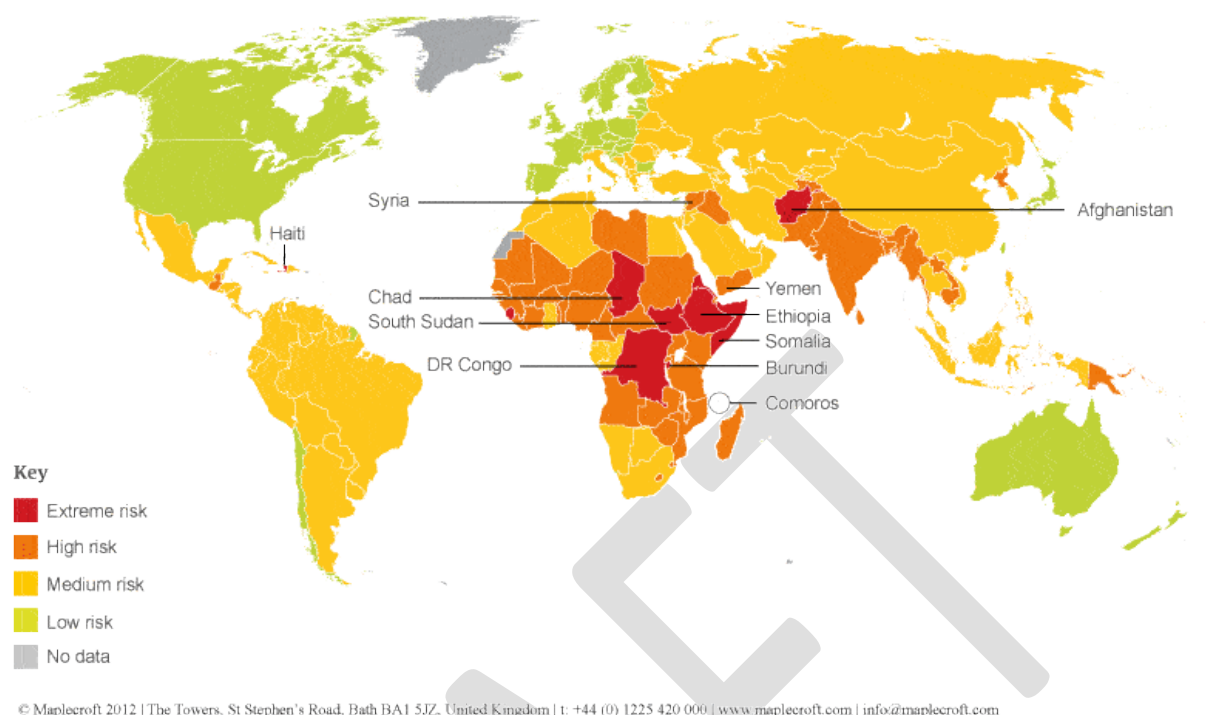 Syria
Afghanistan
Haiti
Yemen
Chad
Ethiopia
South Sudan
Somalia
DR Congo
Burundi
Comoros
Key
Extreme risk
High risk
Medium risk
Low risk
No data
© Maplecroft 2012 | The Towers, St Stephen's Road, Bath BA1 5JZ, United Kingdom | t: +44 (0) 1225 420 000 | www.maplecroft.com | info@maplecroft.com